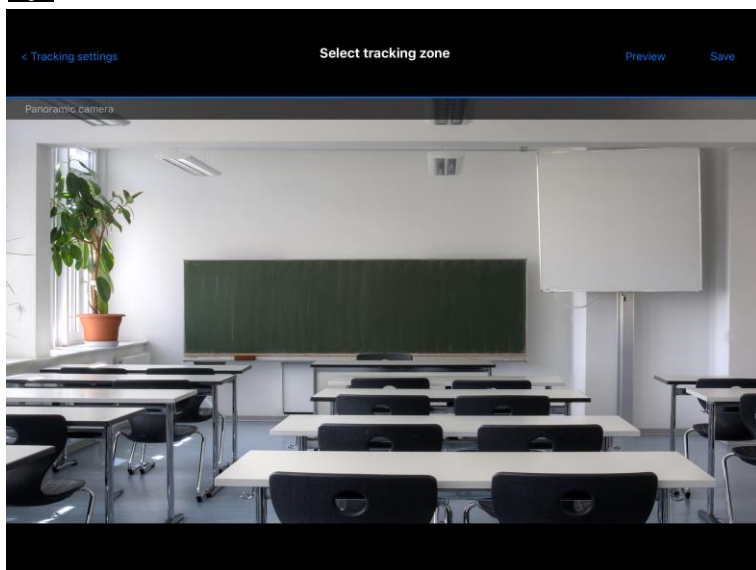 < Tracking settings
Select tracking zone
Preview
Save
Panoramic camera